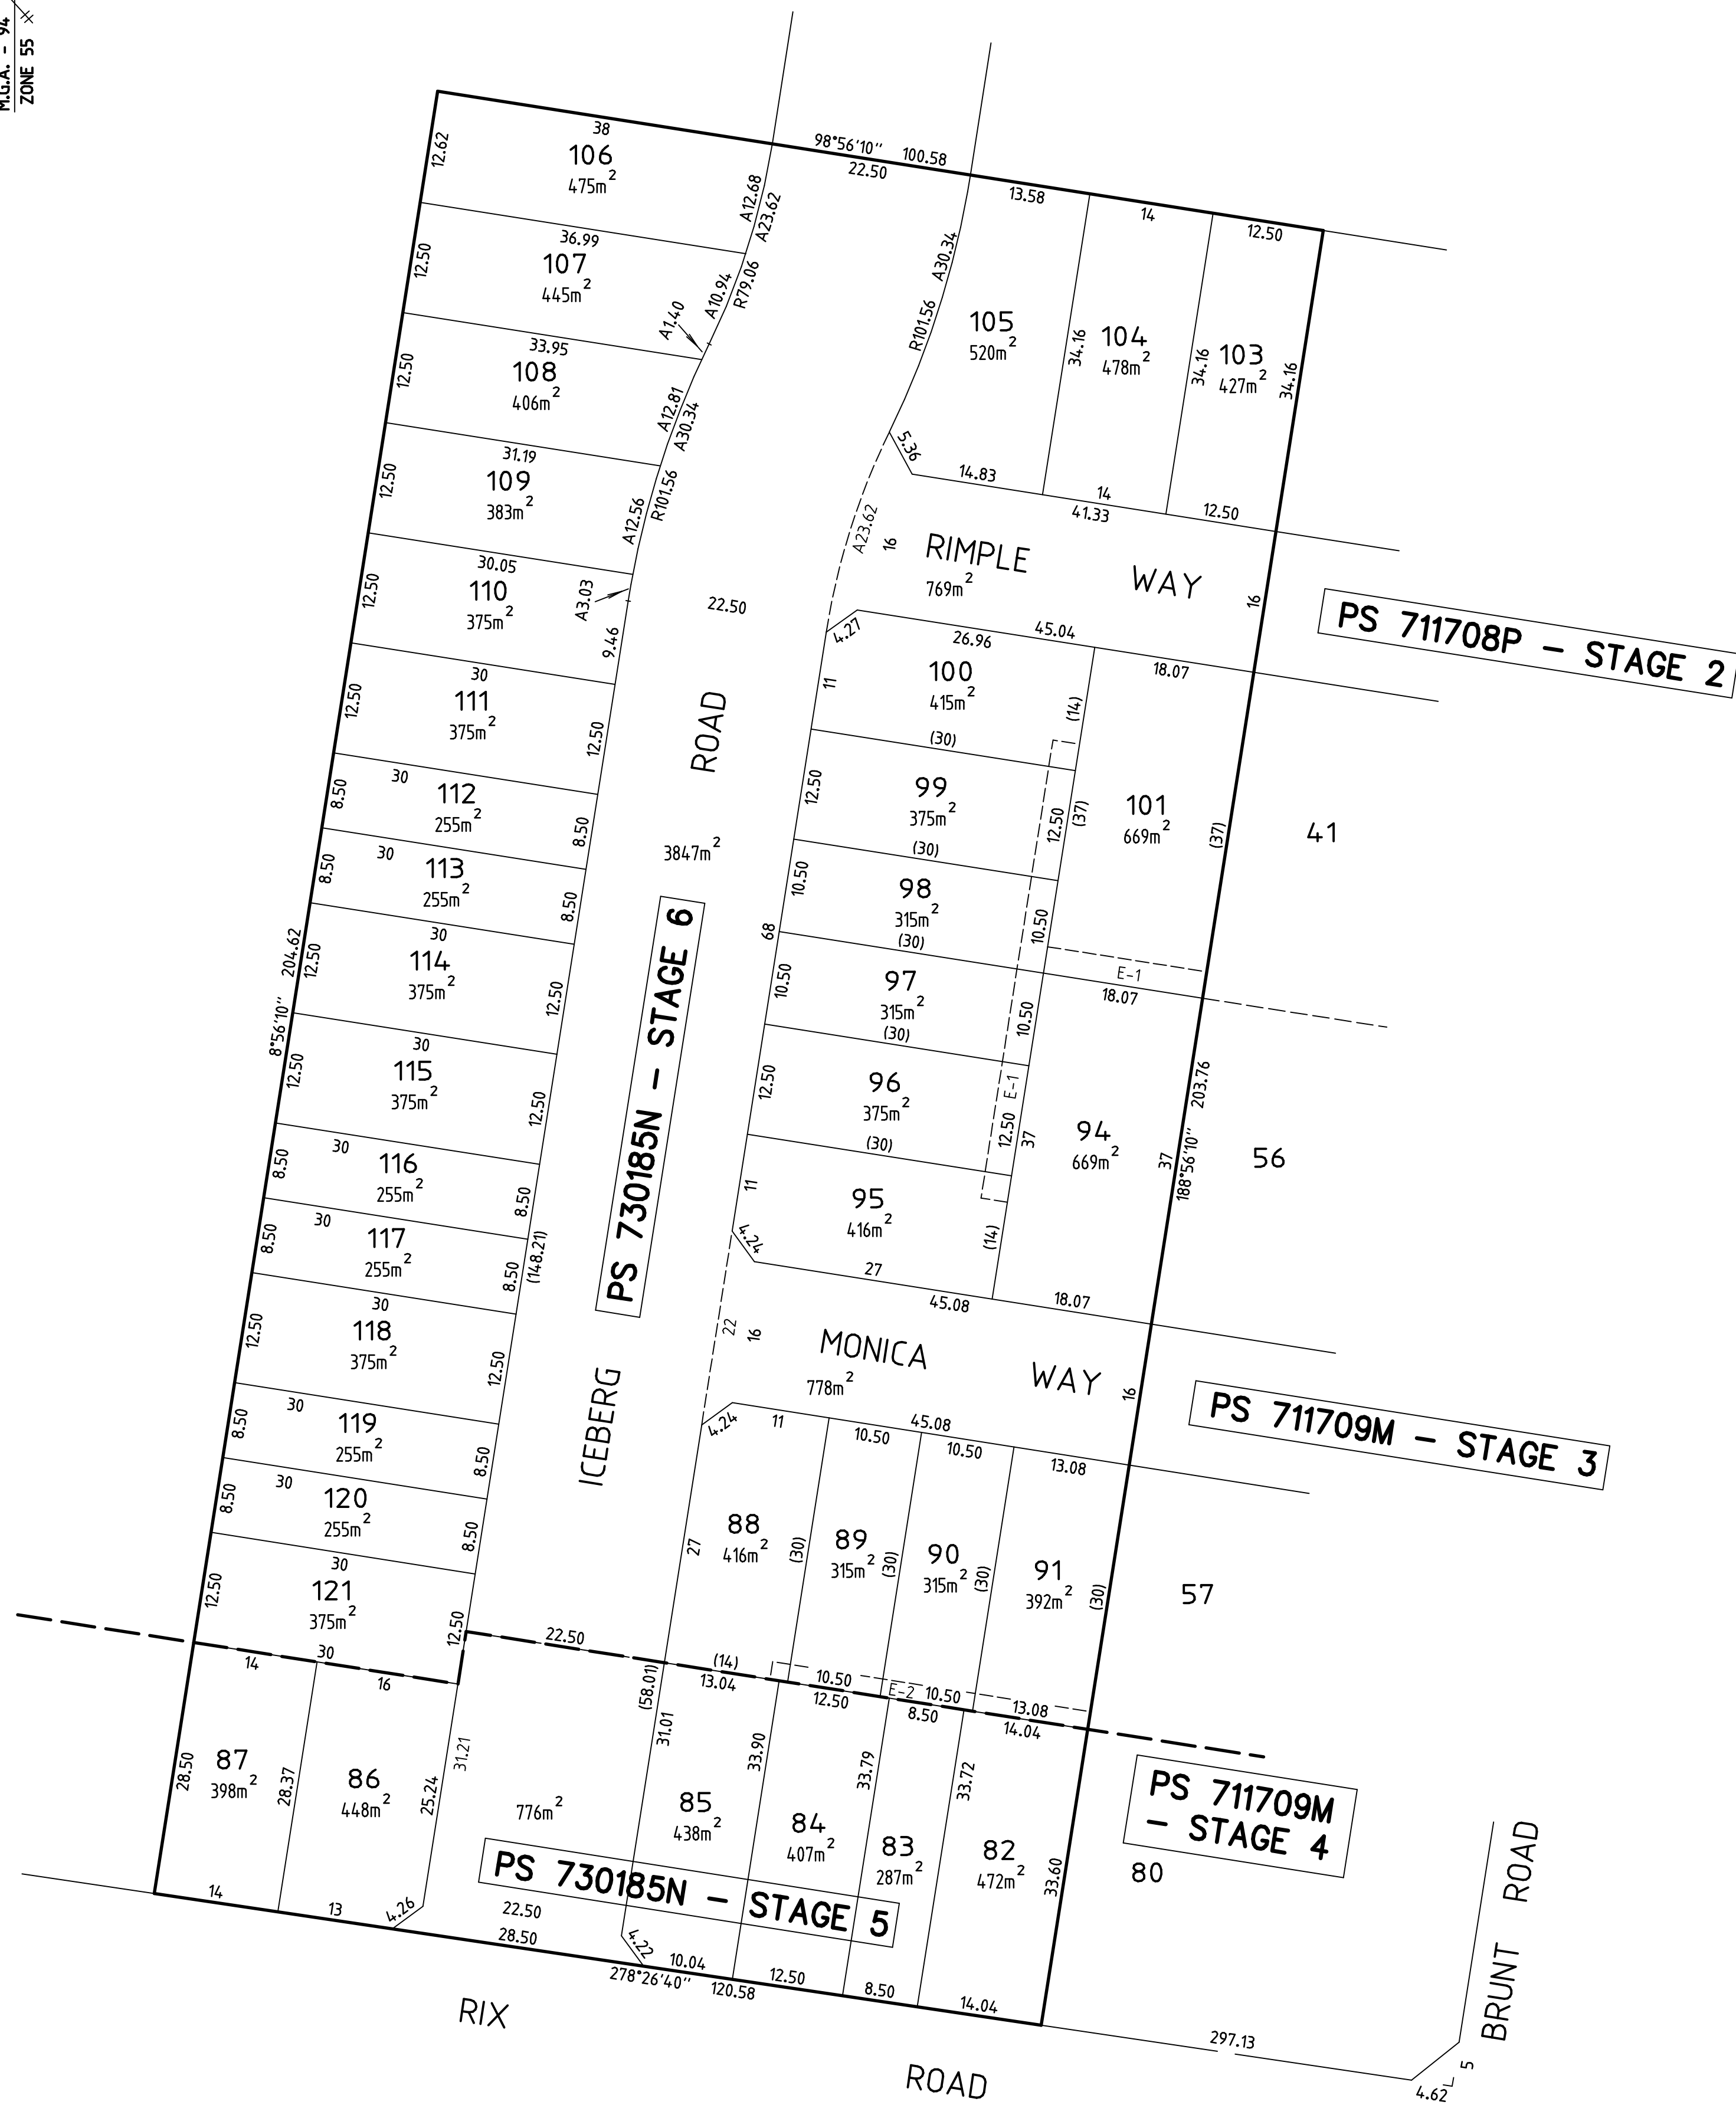 M.G.A. - 94
ZONE 55
98°56'10" 100.58
22.50
38
12.62
106
475m²
A12.68
A23.62
13.58
14
12.50
36.99
12.50
107
445m²
A10.94
R79.06
A1.40
A30.34
R101.56
105
520m²
34.16
104
478m²
34.16
103
427m²
34.16
33.95
12.50
108
406m²
A12.81
A30.34
5.36
14.83
14
41.33
12.50
31.19
12.50
109
383m²
A12.56
R101.56
A23.62
16
RIMPLE WAY
769m²
16
30.05
12.50
110
375m²
A3.03
9.46
22.50
PS 711708P - STAGE 2
4.27
26.96
45.04
18.07
30
12.50
111
375m²
12.50
ROAD
11
100
415m²
(14)
(30)
30
8.50
112
255m²
8.50
12.50
99
375m²
12.50
(37)
101
669m²
(37)
41
30
8.50
113
255m²
8.50
3847m²
(30)
10.50
98
315m²
10.50
30
204.62
12.50
114
375m²
12.50
68
(30)
E-1
18.07
PS 730185N - STAGE 6
10.50
97
315m²
10.50
8°56'10"
30
12.50
115
375m²
12.50
(30)
12.50
96
375m²
E-1
12.50
37
94
669m²
37
188°56'10" 203.76
56
30
8.50
116
255m²
8.50
(30)
11
95
416m²
(14)
30
8.50
117
255m²
8.50
(148.21)
4.24
27
45.08
18.07
30
12.50
118
375m²
12.50
22
16
MONICA WAY
778m²
16
PS 711709M - STAGE 3
ICEBERG
30
8.50
119
255m²
8.50
4.24
11
45.08
10.50
10.50
13.08
30
8.50
120
255m²
8.50
27
88
416m²
(30)
89
315m²
(30)
90
315m²
(30)
91
392m²
(30)
57
30
12.50
121
375m²
12.50
22.50
(14)
10.50
E-2
10.50
13.08
14
30
16
(58.01)
13.04
12.50
8.50
14.04
28.50
87
398m²
28.37
86
448m²
25.24
31.21
776m²
31.01
85
438m²
33.90
84
407m²
33.79
83
287m²
33.72
82
472m²
33.60
PS 711709M
- STAGE 4
80
PS 730185N - STAGE 5
14
13
4.26
22.50
28.50
4.22
10.04
12.50
8.50
14.04
278°26'40" 120.58
RIX ROAD
297.13
BRUNT ROAD
5
4.62